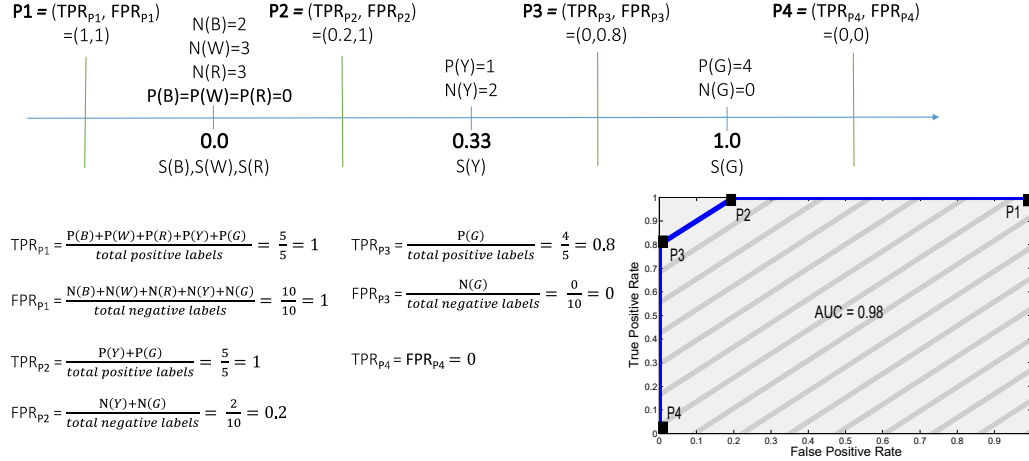 P1 = (TPR_P1, FPR_P1)
=(1,1)
N(B)=2
N(W)=3
N(R)=3
P(B)=P(W)=P(R)=0
P2 = (TPR_P2, FPR_P2)
=(0.2,1)
P(Y)=1
N(Y)=2
P3 = (TPR_P3, FPR_P3)
=(0,0.8)
P(G)=4
N(G)=0
P4 = (TPR_P4, FPR_P4)
=(0,0)
0.0
S(B),S(W),S(R)
0.33
S(Y)
1.0
S(G)
TPR_P1 = P(B)+P(W)+P(R)+P(Y)+P(G) / total positive labels = 5/5 = 1
FPR_P1 = N(B)+N(W)+N(R)+N(Y)+N(G) / total negative labels = 10/10 = 1
TPR_P2 = P(Y)+P(G) / total positive labels = 5/5 = 1
FPR_P2 = N(Y)+N(G) / total negative labels = 2/10 = 0.2
TPR_P3 = P(G) / total positive labels = 4/5 = 0.8
FPR_P3 = N(G) / total negative labels = 0/10 = 0
TPR_P4 = FPR_P4 = 0
True Positive Rate
1
0.9
0.8
0.7
0.6
0.5
0.4
0.3
0.2
0.1
0
P2
P1
P3
AUC = 0.98
P4
0 0.1 0.2 0.3 0.4 0.5 0.6 0.7 0.8 0.9
False Positive Rate